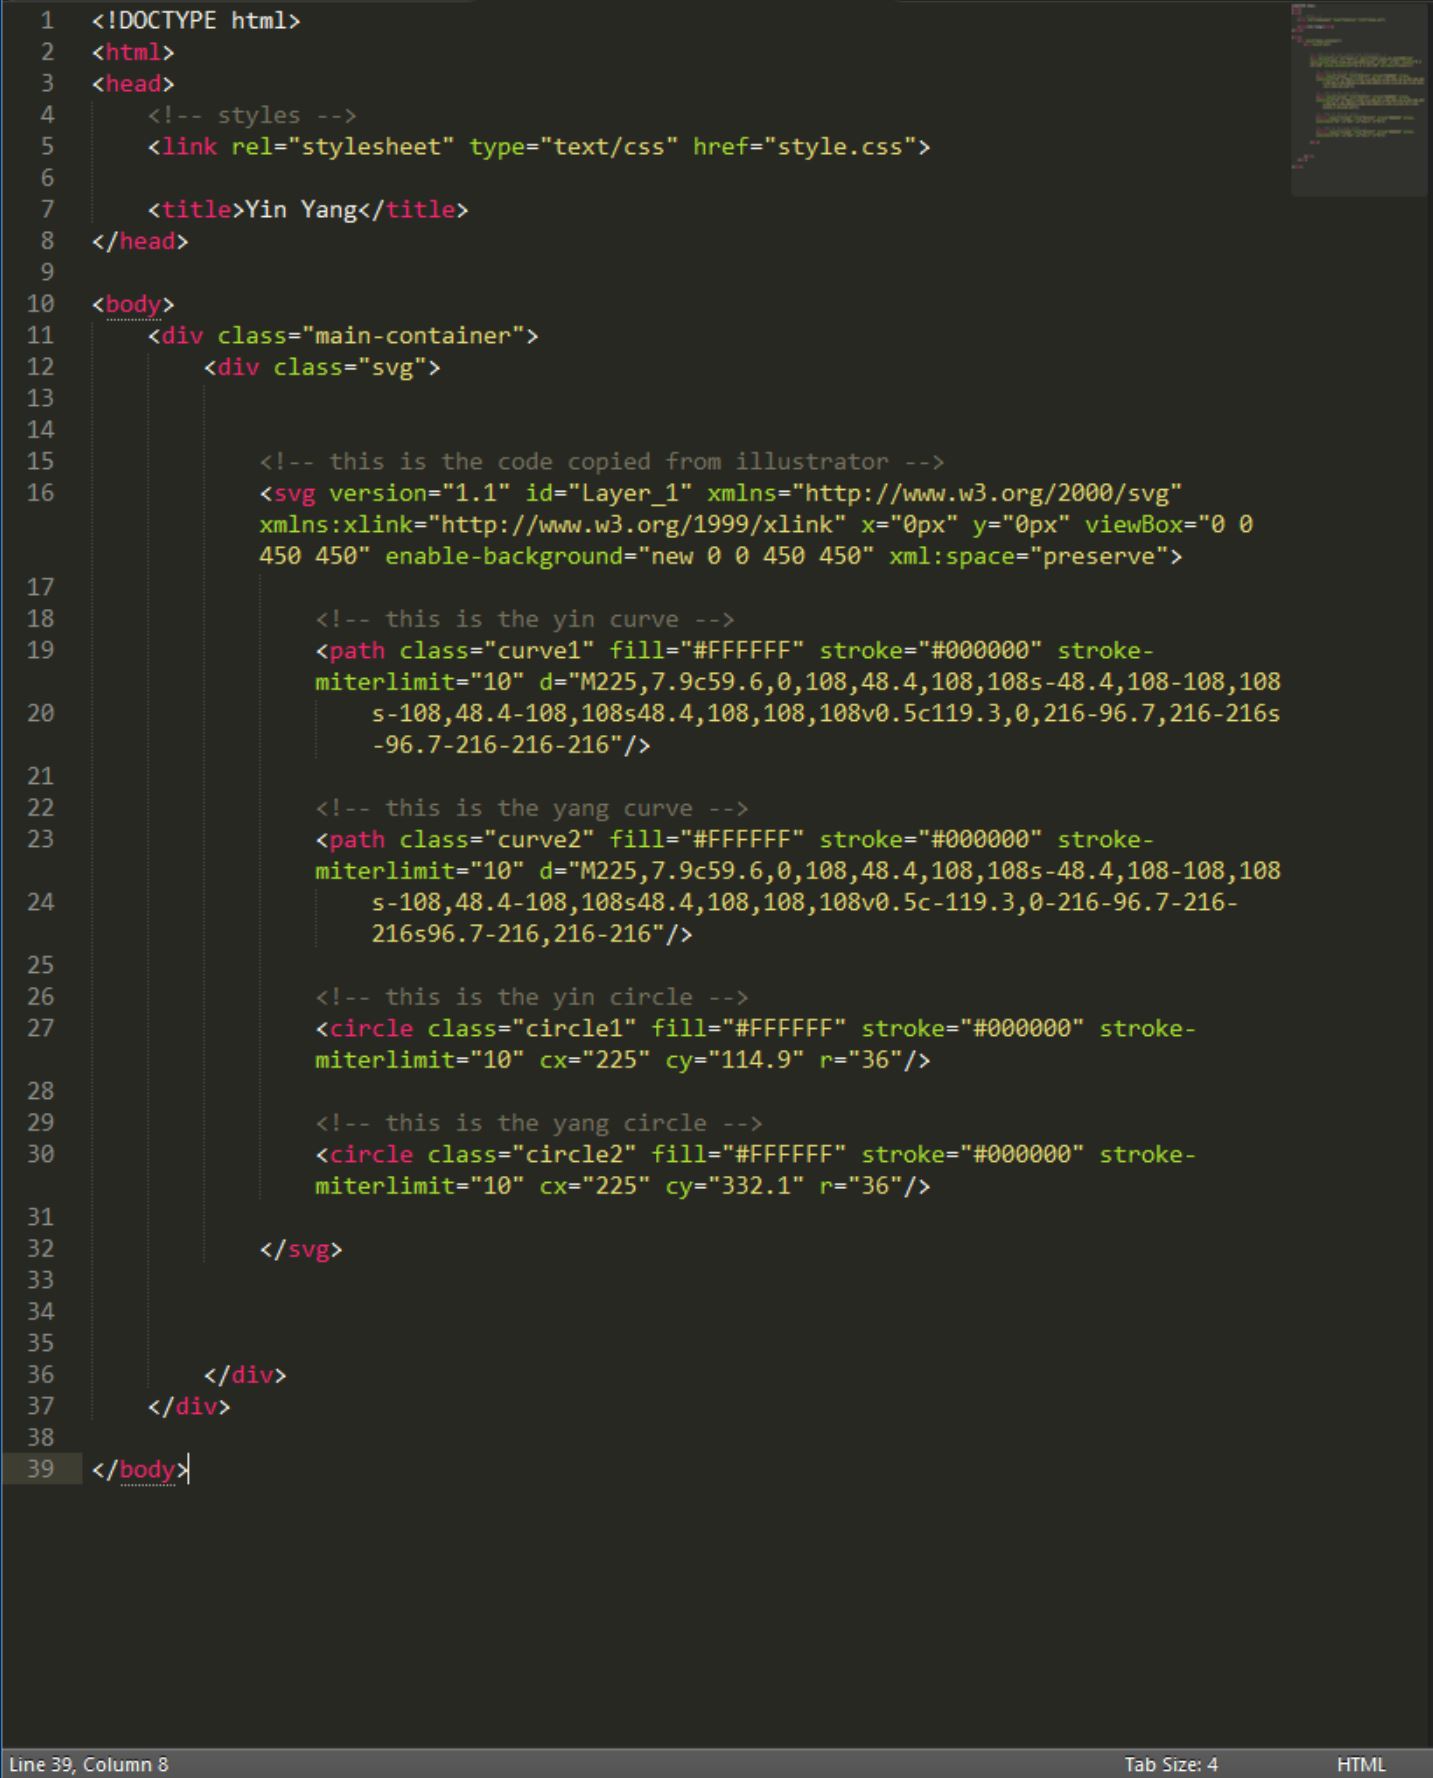 1 <!DOCTYPE html>
2 <html>
3 <head>
4 <!-- styles -->
5 <link rel="stylesheet" type="text/css" href="style.css">
6
7 <title>Yin Yang</title>
8 </head>
9
10 <body>
11 <div class="main-container">
12 <div class="svg">
13
14
15 <!-- this is the code copied from illustrator -->
16 <svg version="1.1" id="Layer_1" xmlns="http://www.w3.org/2000/svg"
xmlns:xlink="http://www.w3.org/1999/xlink" x="0px" y="0px" viewBox="0 0
450 450" enable-background="new 0 0 450 450" xml:space="preserve">
17
18 <!-- this is the yin curve -->
19 <path class="curve1" fill="#FFFFFF" stroke="#000000" stroke-
miterlimit="10" d="M225,7.9c59.6,0,108,48.4,108,108s-48.4,108-108,108
20 s-108,48.4-108,108s48.4,108,108,108v0.5c119.3,0,216-96.7,216-216s
-96.7-216-216-216"/>
21
22 <!-- this is the yang curve -->
23 <path class="curve2" fill="#FFFFFF" stroke="#000000" stroke-
miterlimit="10" d="M225,7.9c59.6,0,108,48.4,108,108s-48.4,108-108,108
24 s-108,48.4-108,108s48.4,108,108,108v0.5c-119.3,0-216-96.7-216-
216s96.7-216,216-216"/>
25
26 <!-- this is the yin circle -->
27 <circle class="circle1" fill="#FFFFFF" stroke="#000000" stroke-
miterlimit="10" cx="225" cy="114.9" r="36"/>
28
29 <!-- this is the yang circle -->
30 <circle class="circle2" fill="#FFFFFF" stroke="#000000" stroke-
miterlimit="10" cx="225" cy="332.1" r="36"/>
31
32 </svg>
33
34
35
36 </div>
37 </div>
38
39 </body>
Line 39, Column 8 Tab Size: 4 HTML